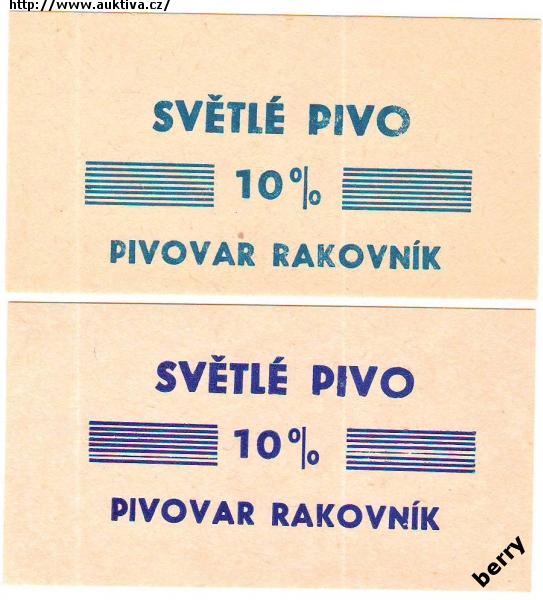 http://www.auktiva.cz/
SVĚTLÉ PIVO
10%
PIVOVAR RAKOVNÍK
SVĚTLÉ PIVO
10%
PIVOVAR RAKOVNÍK
berry